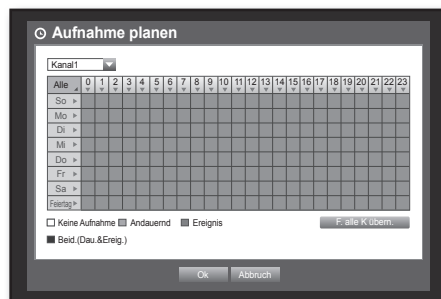 Aufnahme planen
Kanal1
Alle 0 1 2 3 4 5 6 7 8 9 10 11 12 13 14 15 16 17 18 19 20 21 22 23
So
Mo
Di
Mi
Do
Fr
Sa
Feiertag
Keine Aufnahme Andauernd Ereignis F. alle K übern.
Beid.(Dau.&Ereig.)
Ok Abbruch